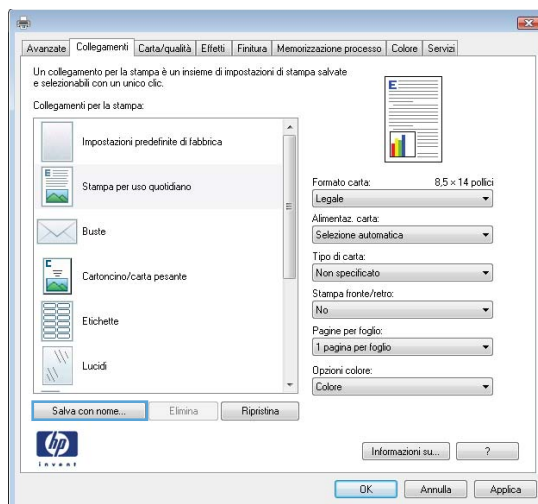 Avanzate Collegamenti Carta/qualità Effetti Finitura Memorizzazione processo Colore Servizi
Un collegamento per la stampa è un insieme di impostazioni di stampa salvate
e selezionabili con un unico clic.
Collegamenti per la stampa:
Impostazioni predefinite di fabbrica
Stampa per uso quotidiano
Buste
Cartoncino/carta pesante
Etichette
Lucidi
Salva con nome... Elimina Ripristina
E
Formato carta: 8,5 × 14 pollici
Legale
Alimentaz. carta:
Selezione automatica
Tipo di carta:
Non specificato
Stampa fronte/retro:
No
Pagine per foglio:
1 pagina per foglio
Opzioni colore:
Colore
hp
invent
Informazioni su... ?
OK Annulla Applica